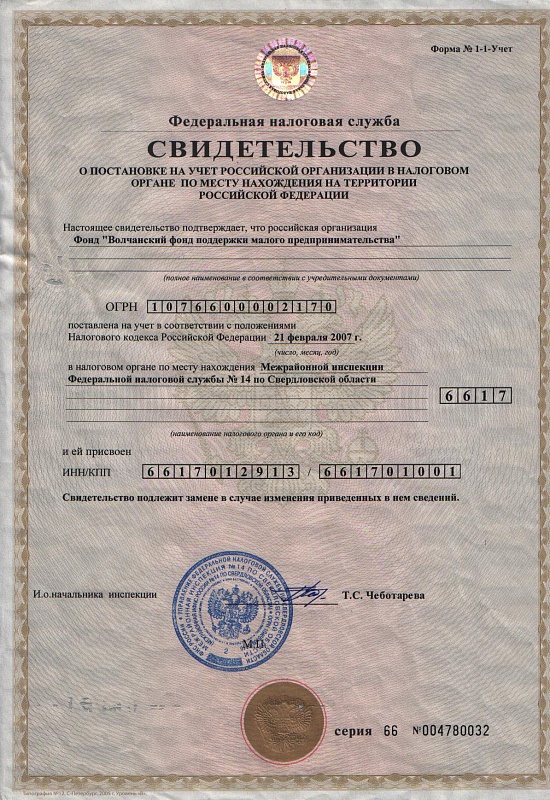 Форма № 1-1-Учет
Федеральная налоговая служба
СВИДЕТЕЛЬСТВО
О ПОСТАНОВКЕ НА УЧЕТ РОССИЙСКОЙ ОРГАНИЗАЦИИ В НАЛОГОВОМ
ОРГАНЕ ПО МЕСТУ НАХОЖДЕНИЯ НА ТЕРРИТОРИИ
РОССИЙСКОЙ ФЕДЕРАЦИИ
Настоящее свидетельство подтверждает, что российская организация
Фонд "Волчанский фонд поддержки малого предпринимательства"
(полное наименование в соответствии с учредительными документами)
ОГРН 1076600002170
поставлена на учет в соответствии с положениями
Налогового кодекса Российской Федерации 21 февраля 2007 г.
(число, месяц, год)
в налоговом органе по месту нахождения Межрайонной инспекции
Федеральной налоговой службы № 14 по Свердловской области
6617
(наименование налогового органа и его код)
и ей присвоен
ИНН/КПП 6617012913 / 661701001
Свидетельство подлежит замене в случае изменения приведенных в нем сведений.
И.о.начальника инспекции
Т.С. Чеботарева
М.П.
серия 66 №004780032